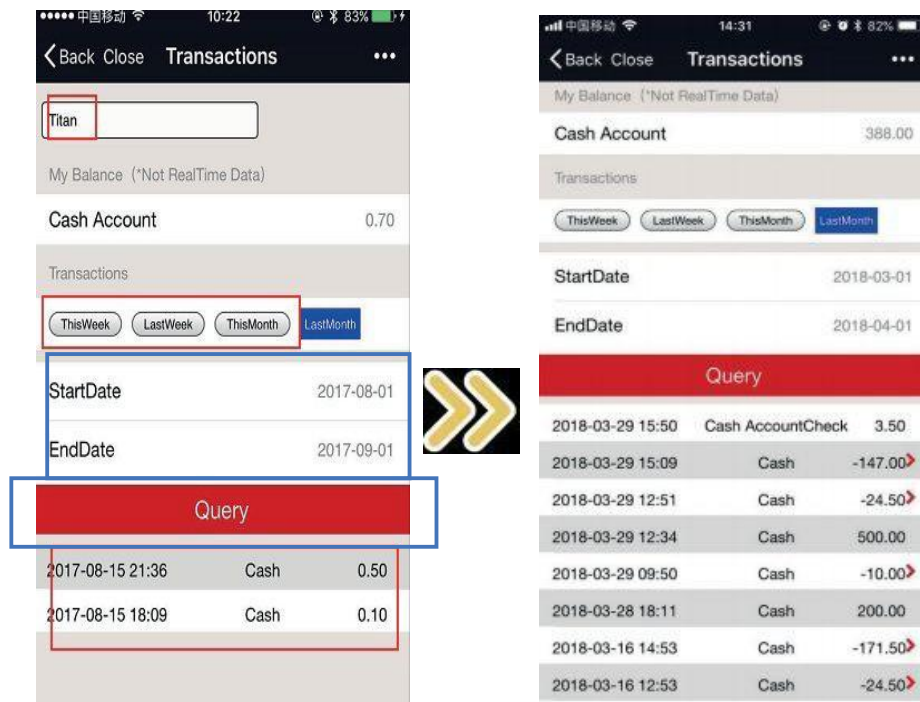 中国移动 10:22 83%
Back Close Transactions
Titan
My Balance (*Not RealTime Data)
Cash Account 0.70
Transactions
ThisWeek LastWeek ThisMonth LastMonth
StartDate 2017-08-01
EndDate 2017-09-01
Query
2017-08-15 21:36 Cash 0.50
2017-08-15 18:09 Cash 0.10
中国移动 14:31 82%
Back Close Transactions
My Balance (*Not RealTime Data)
Cash Account 388.00
Transactions
ThisWeek LastWeek ThisMonth LastMonth
StartDate 2018-03-01
EndDate 2018-04-01
Query
2018-03-29 15:50 Cash AccountCheck 3.50
2018-03-29 15:09 Cash -147.00
2018-03-29 12:51 Cash -24.50
2018-03-29 12:34 Cash 500.00
2018-03-29 09:50 Cash -10.00
2018-03-28 18:11 Cash 200.00
2018-03-16 14:53 Cash -171.50
2018-03-16 12:53 Cash -24.50